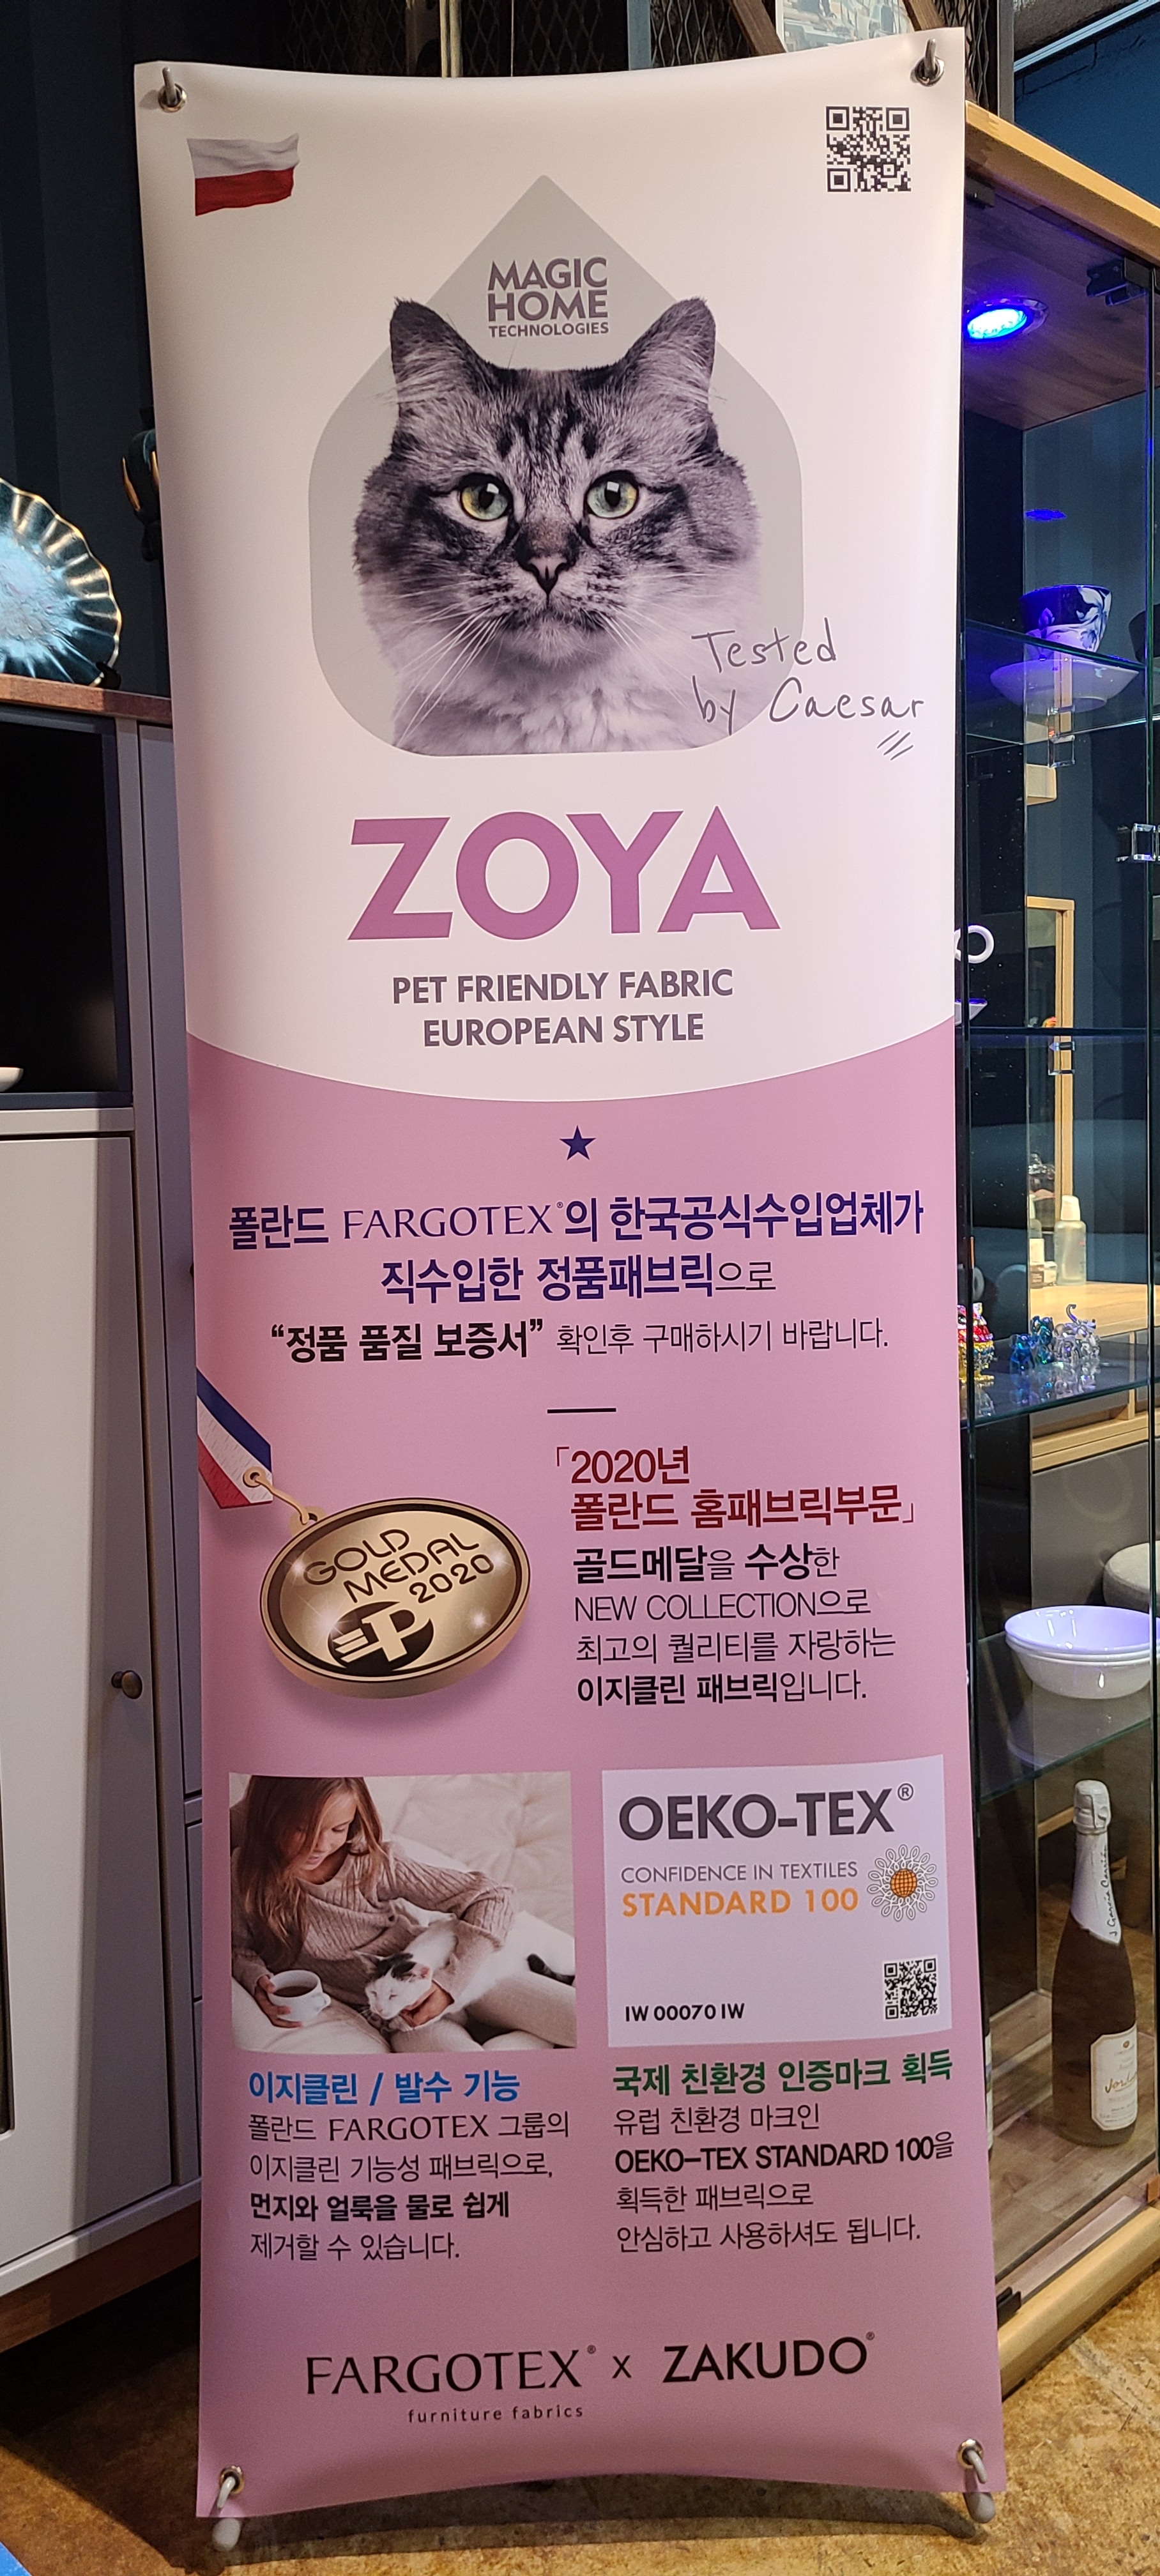 MAGIC
HOME
TECHNOLOGIES
Tested
by Caesar
ZOYA
PET FRIENDLY FABRIC
EUROPEAN STYLE
폴란드 FARGOTEX®의 한국공식수입업체가
직수입한 정품패브릭으로
“정품 품질 보증서” 확인후 구매하시기 바랍니다.
GOLD
MEDAL
2020
「2020년
폴란드 홈패브릭부문」
골드메달을 수상한
NEW COLLECTION으로
최고의 퀄리티를 자랑하는
이지클린 패브릭입니다.
OEKO-TEX®
CONFIDENCE IN TEXTILES
STANDARD 100
IW 00070 IW
이지클린 / 발수 기능
폴란드 FARGOTEX 그룹의
이지클린 기능성 패브릭으로,
먼지와 얼룩을 물로 쉽게
제거할 수 있습니다.
국제 친환경 인증마크 획득
유럽 친환경 마크인
OEKO-TEX STANDARD 100을
획득한 패브릭으로
안심하고 사용하셔도 됩니다.
FARGOTEX® x ZAKUDO®
furniture fabrics